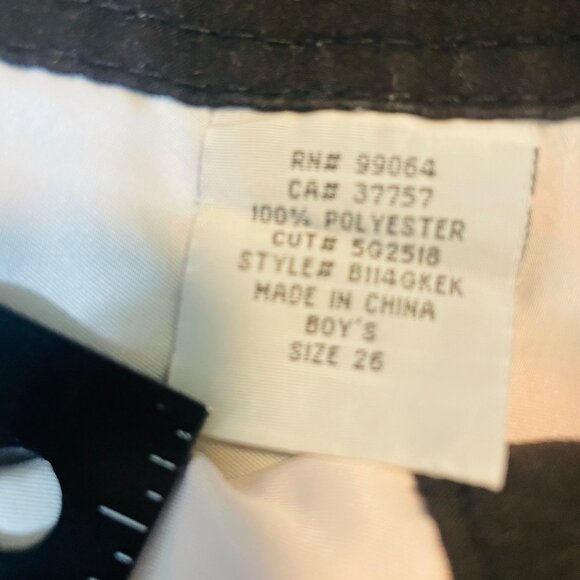 RN# 99064
CA# 37757
100% POLYESTER
CUT# 5G2518
STYLE# B114GKEK
MADE IN CHINA
BOY'S
SIZE 26